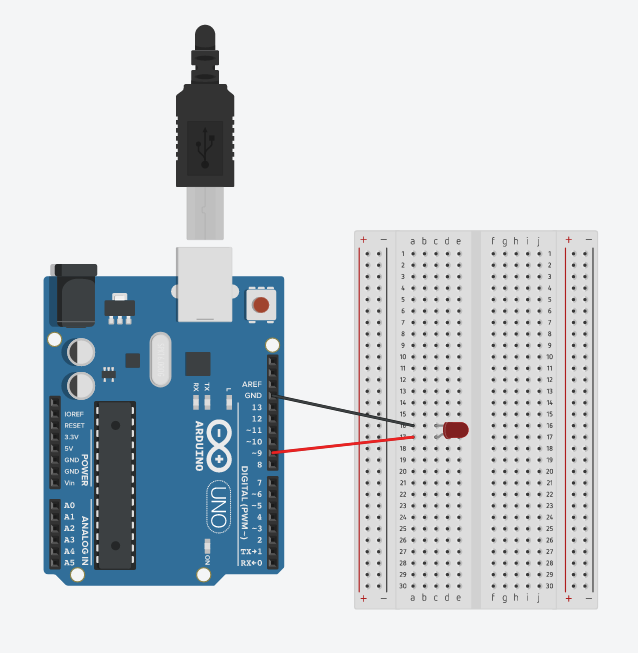 + - a b c d e f g h i j + -
1 1
2 2
3 3
4 4
5 5
6 6
7 7
8 8
9 9
10 10
11 11
12 12
13 13
14 14
15 15
16 16
17 17
18 18
19 19
20 20
21 21
22 22
23 23
24 24
25 25
26 26
27 27
28 28
29 29
30 30
+ - a b c d e f g h i j + -
AREF
GND
13
12
~11
~10
~9
8
7
~6
~5
4
~3
2
TX→1
RX←0
DIGITAL (PWM~)
RX
TX
L
ARDUINO
UNO
ON
IOREF
RESET
3.3V
5V
GND
GND
Vin
POWER
A0
A1
A2
A3
A4
A5
ANALOG IN